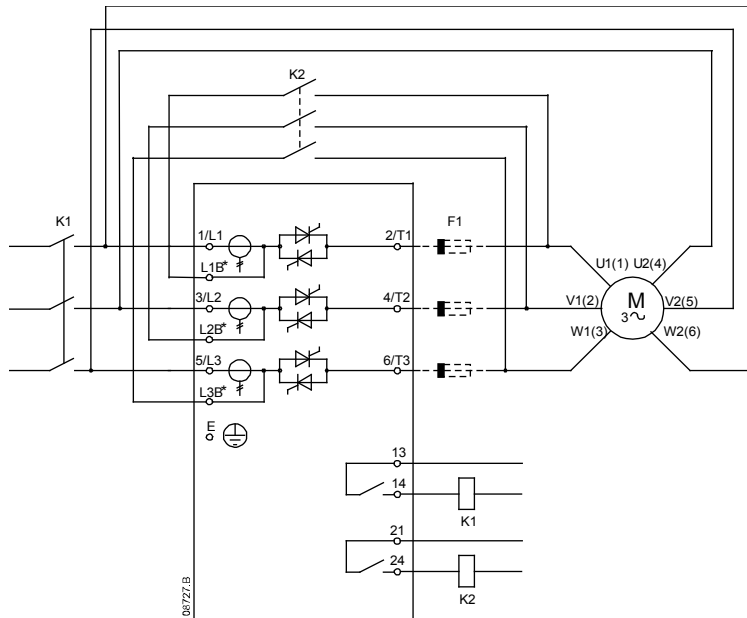 K2
K1
1/L1
2/T1
F1
L1B*
U1(1) U2(4)
3/L2
4/T2
V1(2)
M
3~
V2(5)
L2B*
W1(3)
W2(6)
5/L3
6/T3
L3B*
E
13
14
K1
21
24
K2
08727.B